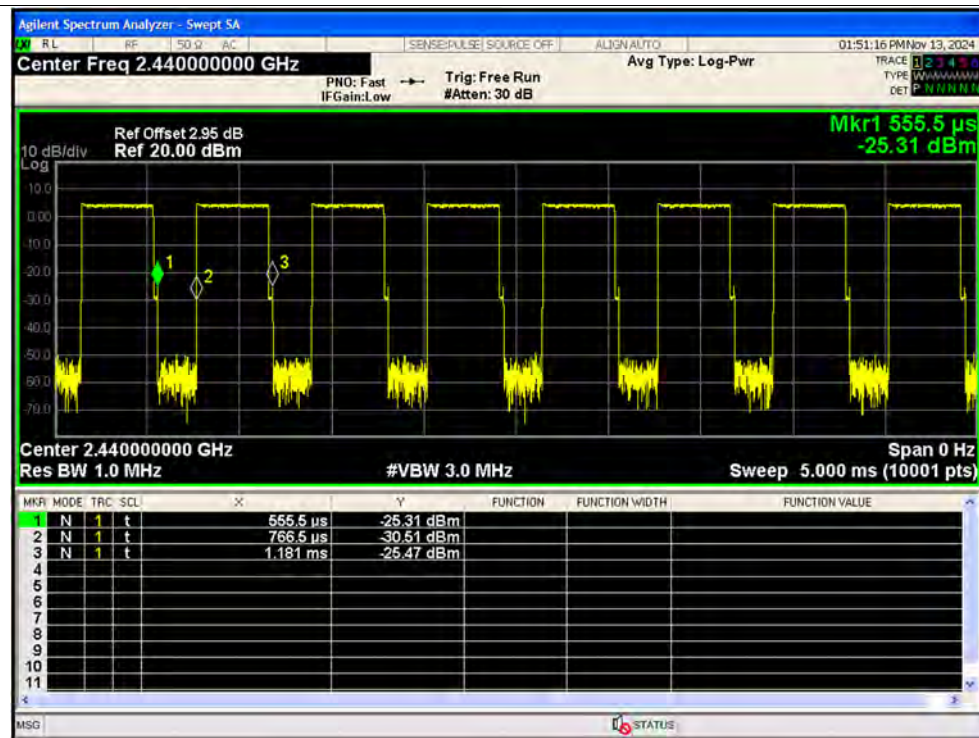 Agilent Spectrum Analyzer - Swept SA
LXI RL RF 50 Ω AC SENSE:PULSE SOURCE OFF ALIGN AUTO 01:51:16 PM Nov 13, 2024
Center Freq 2.440000000 GHz
Avg Type: Log-Pwr
TRACE 1 2 3 4 5 6
TYPE WWWWWW
DET P N N N N N
PNO: Fast
IFGain:Low
Trig: Free Run
#Atten: 30 dB
Mkr1 555.5 µs
-25.31 dBm
Ref Offset 2.95 dB
10 dB/div Ref 20.00 dBm
Log
10.0
0.00
-10.0
-20.0
-30.0
-40.0
-50.0
-60.0
-70.0
1
2
3
Center 2.440000000 GHz Span 0 Hz
Res BW 1.0 MHz #VBW 3.0 MHz Sweep 5.000 ms (10001 pts)
MKR MODE TRC SCL X Y FUNCTION FUNCTION WIDTH FUNCTION VALUE
1 N 1 t 555.5 µs -25.31 dBm
2 N 1 t 766.5 µs -30.51 dBm
3 N 1 t 1.181 ms -25.47 dBm
4
5
6
7
8
9
10
11
MSG STATUS